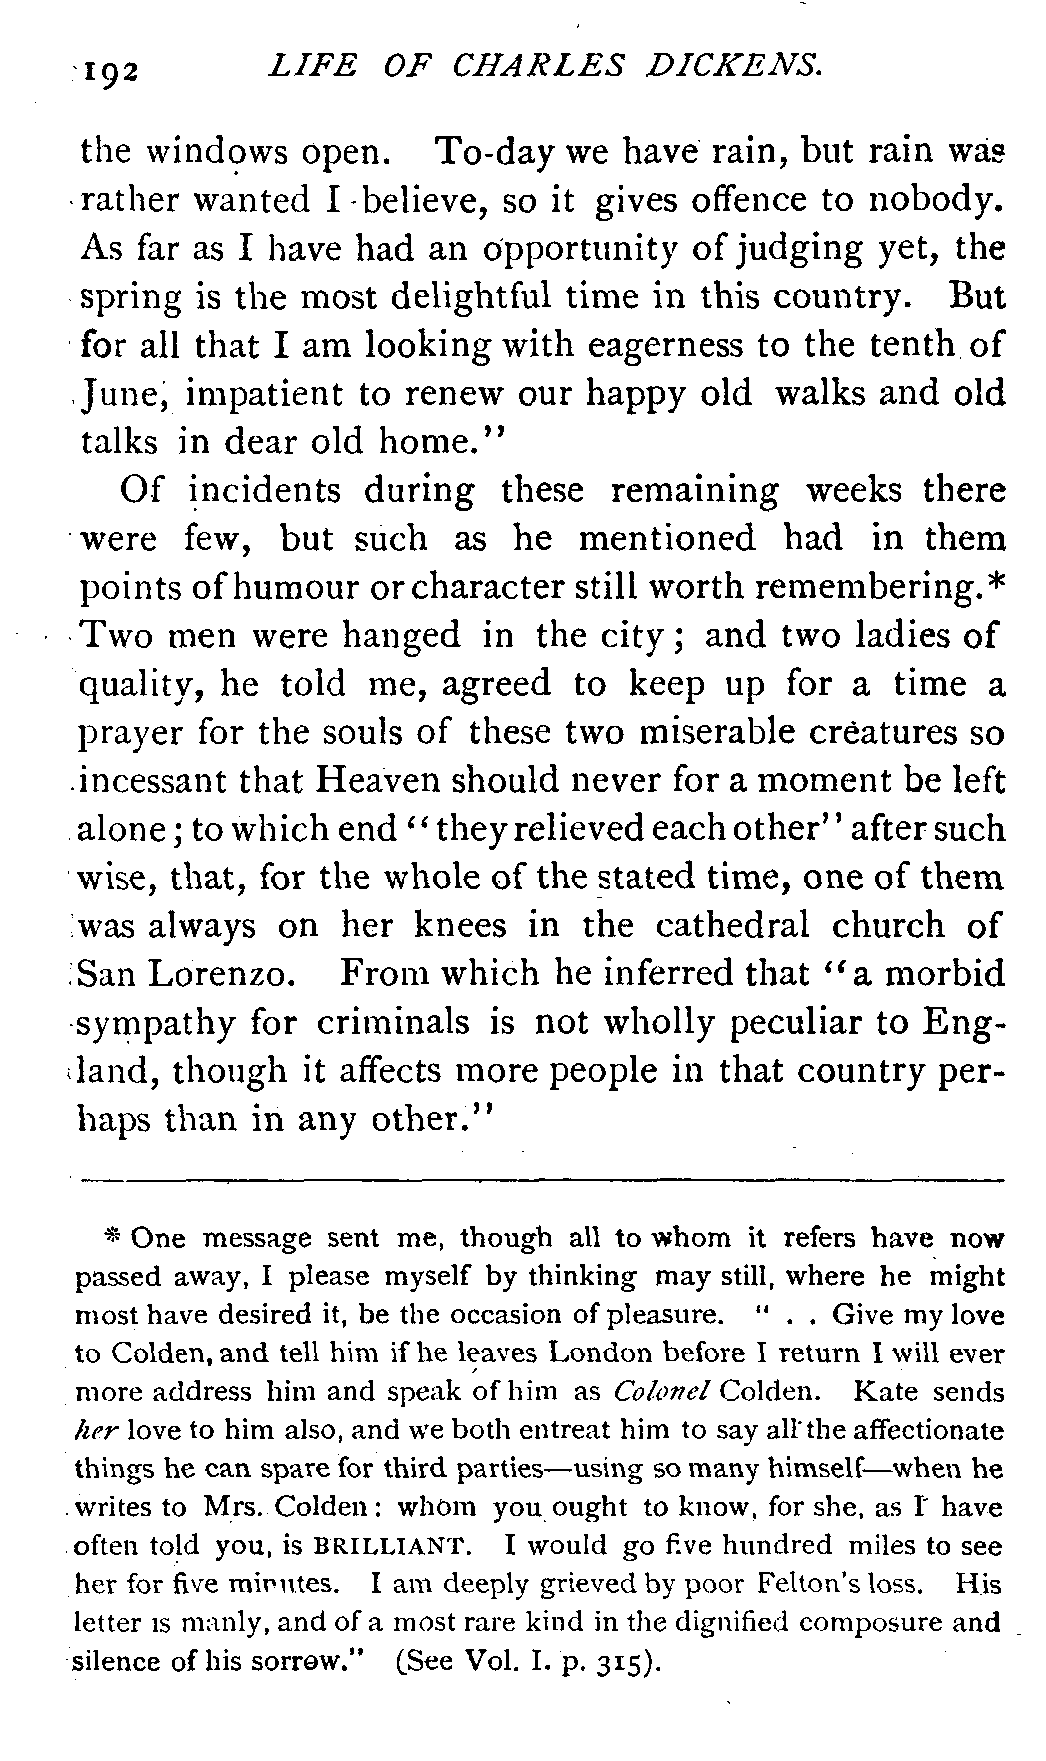 192 LIFE OF CHARLES DICKENS.
the windows open. To-day we have rain, but rain was
rather wanted I believe, so it gives offence to nobody.
As far as I have had an opportunity of judging yet, the
spring is the most delightful time in this country. But
for all that I am looking with eagerness to the tenth of
June, impatient to renew our happy old walks and old
talks in dear old home."
Of incidents during these remaining weeks there
were few, but such as he mentioned had in them
points of humour or character still worth remembering.*
Two men were hanged in the city; and two ladies of
quality, he told me, agreed to keep up for a time a
prayer for the souls of these two miserable creatures so
incessant that Heaven should never for a moment be left
alone; to which end "they relieved each other" after such
wise, that, for the whole of the stated time, one of them
was always on her knees in the cathedral church of
San Lorenzo. From which he inferred that "a morbid
sympathy for criminals is not wholly peculiar to Eng-
land, though it affects more people in that country per-
haps than in any other."
* One message sent me, though all to whom it refers have now
passed away, I please myself by thinking may still, where he might
most have desired it, be the occasion of pleasure. " . . Give my love
to Colden, and tell him if he leaves London before I return I will ever
more address him and speak of him as Colonel Colden. Kate sends
her love to him also, and we both entreat him to say all the affectionate
things he can spare for third parties—using so many himself—when he
writes to Mrs. Colden: whom you ought to know, for she, as I have
often told you, is BRILLIANT. I would go five hundred miles to see
her for five minutes. I am deeply grieved by poor Felton's loss. His
letter is manly, and of a most rare kind in the dignified composure and
silence of his sorrow." (See Vol. I. p. 315).